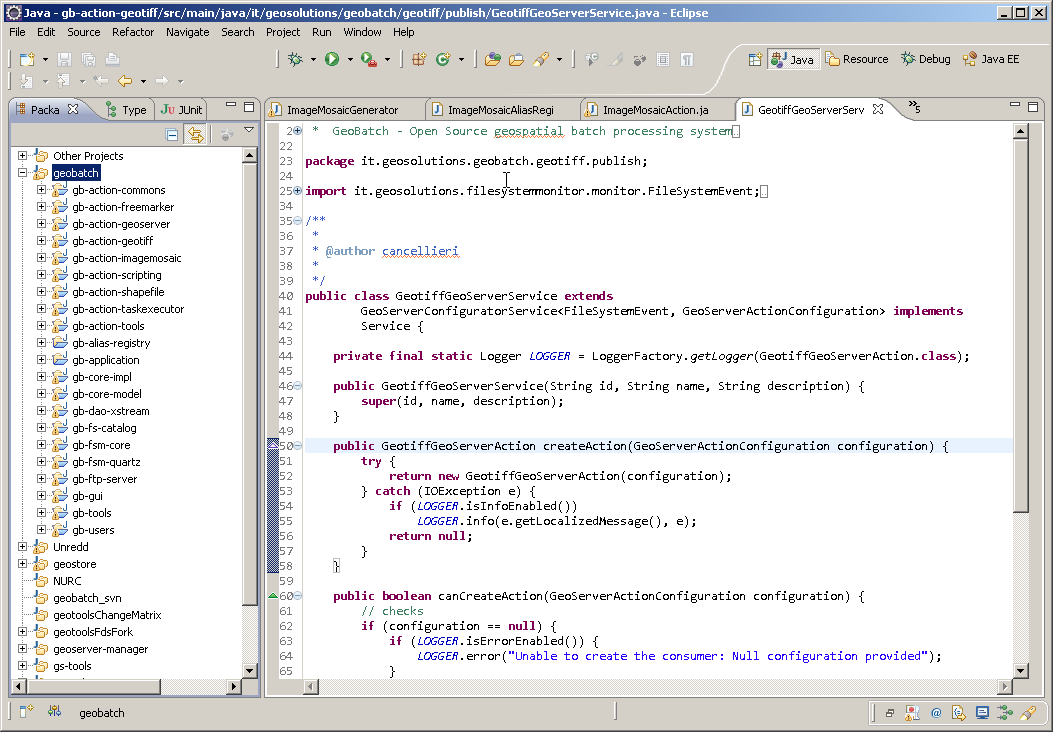 Java - gb-action-geotiff/src/main/java/it/geosolutions/geobatch/geotiff/publish/GeotiffGeoServerService.java - Eclipse
File Edit Source Refactor Navigate Search Project Run Window Help
Java Resource Debug Java EE
Packa Type JUnit
ImageMosaicGenerator ImageMosaicAliasRegi ImageMosaicAction.ja GeotiffGeoServerServ »5
Other Projects
geobatch
gb-action-commons
gb-action-freemarker
gb-action-geoserver
gb-action-geotiff
gb-action-imagemosaic
gb-action-scripting
gb-action-shapefile
gb-action-taskexecutor
gb-action-tools
gb-alias-registry
gb-application
gb-core-impl
gb-core-model
gb-dao-xstream
gb-fs-catalog
gb-fsm-core
gb-fsm-quartz
gb-ftp-server
gb-gui
gb-tools
gb-users
Unredd
geostore
NURC
geobatch_svn
geotoolsChangeMatrix
geotoolsFdsFork
geoserver-manager
gs-tools
2 * GeoBatch - Open Source geospatial batch processing system
22
23 package it.geosolutions.geobatch.geotiff.publish;
24
25 import it.geosolutions.filesystemmonitor.monitor.FileSystemEvent;
34
35 /**
36 *
37 * @author cancellieri
38 *
39 */
40 public class GeotiffGeoServerService extends
41 GeoServerConfiguratorService<FileSystemEvent, GeoServerActionConfiguration> implements
42 Service {
43
44 private final static Logger LOGGER = LoggerFactory.getLogger(GeotiffGeoServerAction.class);
45
46 public GeotiffGeoServerService(String id, String name, String description) {
47 super(id, name, description);
48 }
49
50 public GeotiffGeoServerAction createAction(GeoServerActionConfiguration configuration) {
51 try {
52 return new GeotiffGeoServerAction(configuration);
53 } catch (IOException e) {
54 if (LOGGER.isInfoEnabled())
55 LOGGER.info(e.getLocalizedMessage(), e);
56 return null;
57 }
58 }
59
60 public boolean canCreateAction(GeoServerActionConfiguration configuration) {
61 // checks
62 if (configuration == null) {
63 if (LOGGER.isErrorEnabled()) {
64 LOGGER.error("Unable to create the consumer: Null configuration provided");
65 }
geobatch